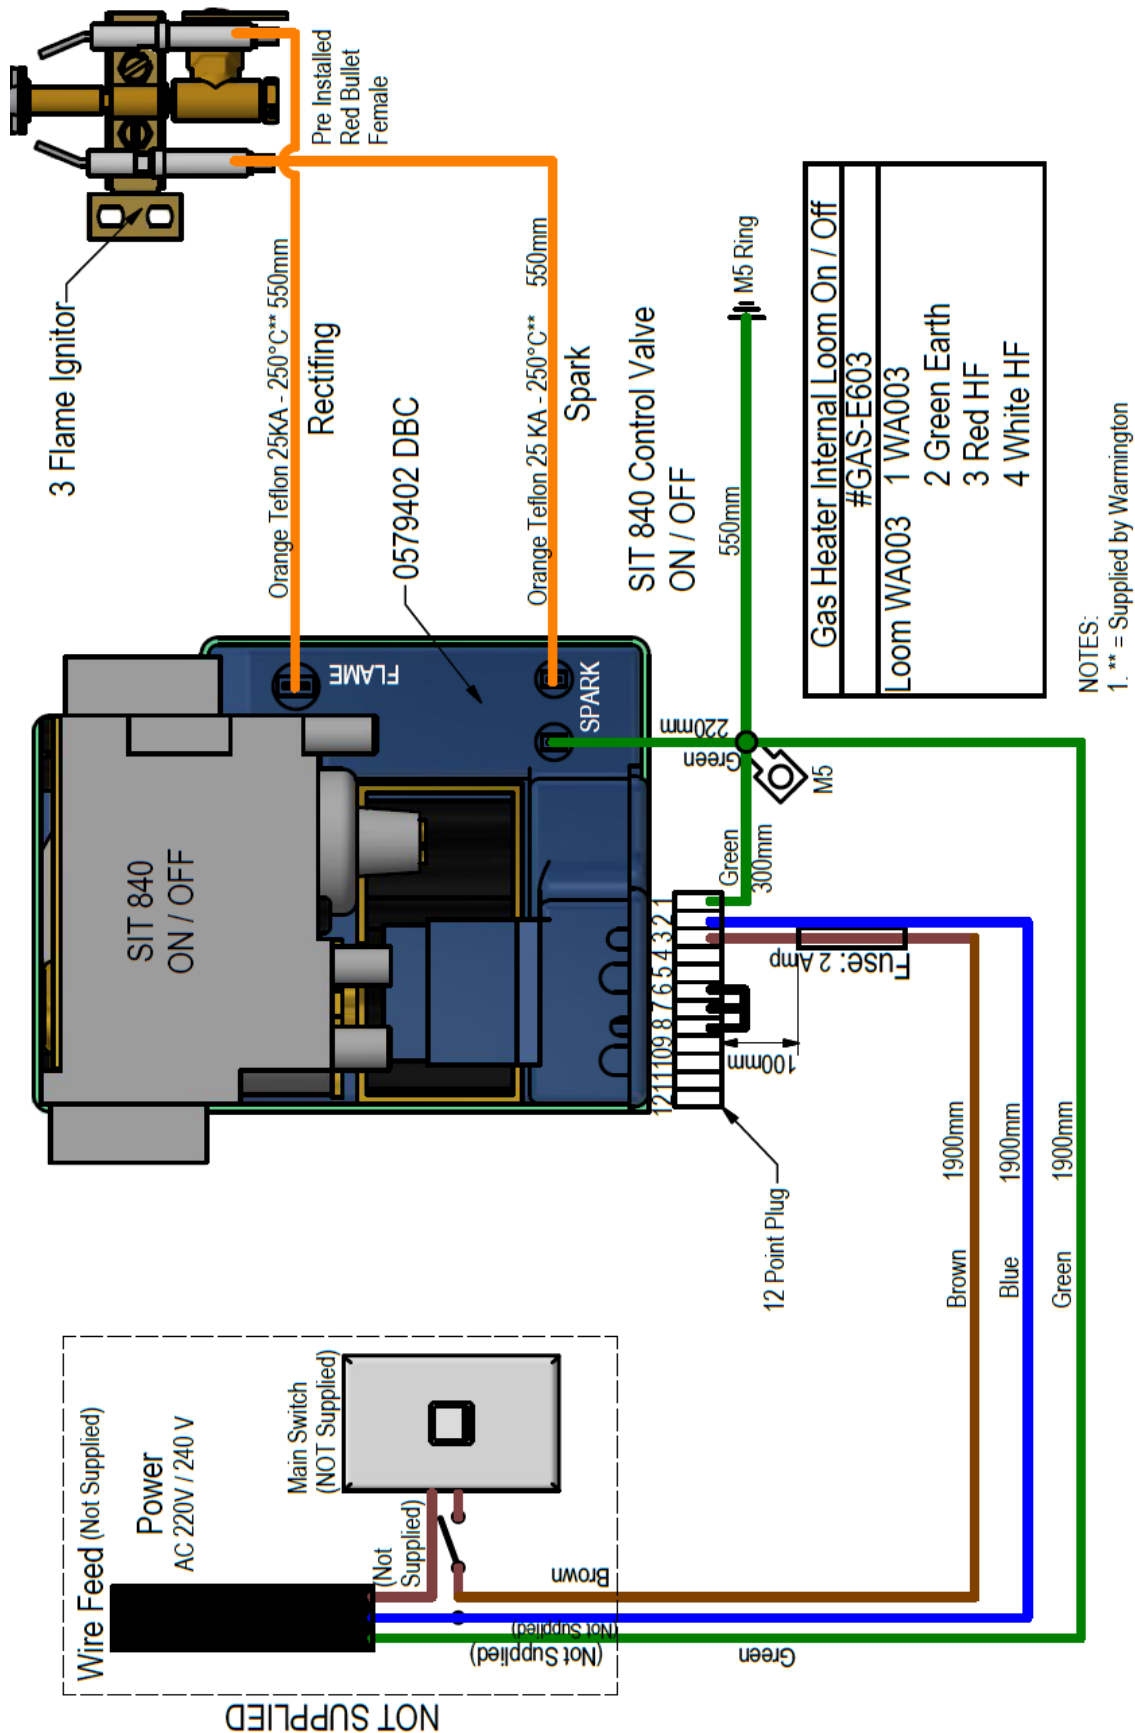 Wire Feed (Not Supplied)
Power
AC 220V / 240 V
Main Switch
(NOT Supplied)
(Not
Supplied)
Brown
(Not Supplied)
(Not Supplied)
Green
NOT SUPPLIED
SIT 840
ON / OFF
FLAME
SPARK
3 Flame Ignitor
Pre Installed
Red Bullet
Female
Orange Teflon 25KA - 250°C** 550mm
Rectifing
0579402 DBC
Orange Teflon 25 KA - 250°C** 550mm
Spark
SIT 840 Control Valve
ON / OFF
550mm
M5 Ring
220mm
Green
M5
Green
300mm
12 11 10 9 8 7 6 5 4 3 2 1
Fuse: 2 Amp
100mm
12 Point Plug
Brown 1900mm
Blue 1900mm
Green 1900mm
Gas Heater Internal Loom On / Off
#GAS-E603
Loom WA003 1 WA003
2 Green Earth
3 Red HF
4 White HF
NOTES:
1. ** = Supplied by Warmington